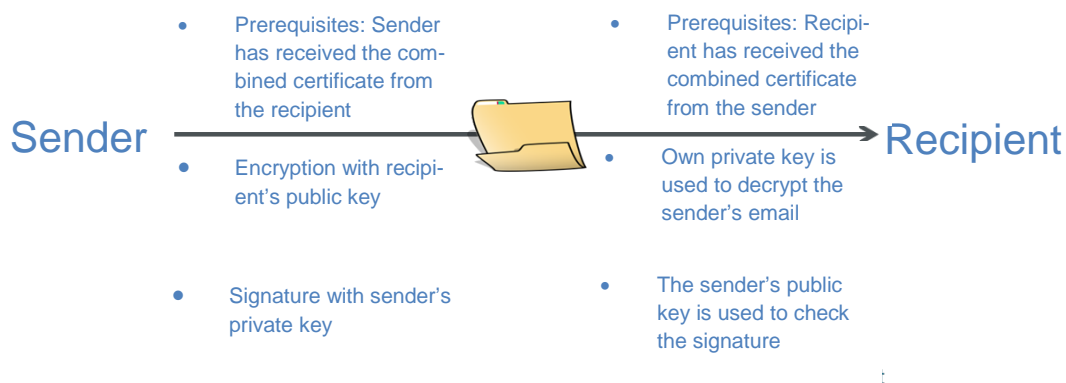 Prerequisites: Sender
has received the com-
bined certificate from
the recipient
Prerequisites: Recipi-
ent has received the
combined certificate
from the sender
Sender
Recipient
Encryption with recipi-
ent's public key
Own private key is
used to decrypt the
sender's email
Signature with sender's
private key
The sender's public
key is used to check
the signature